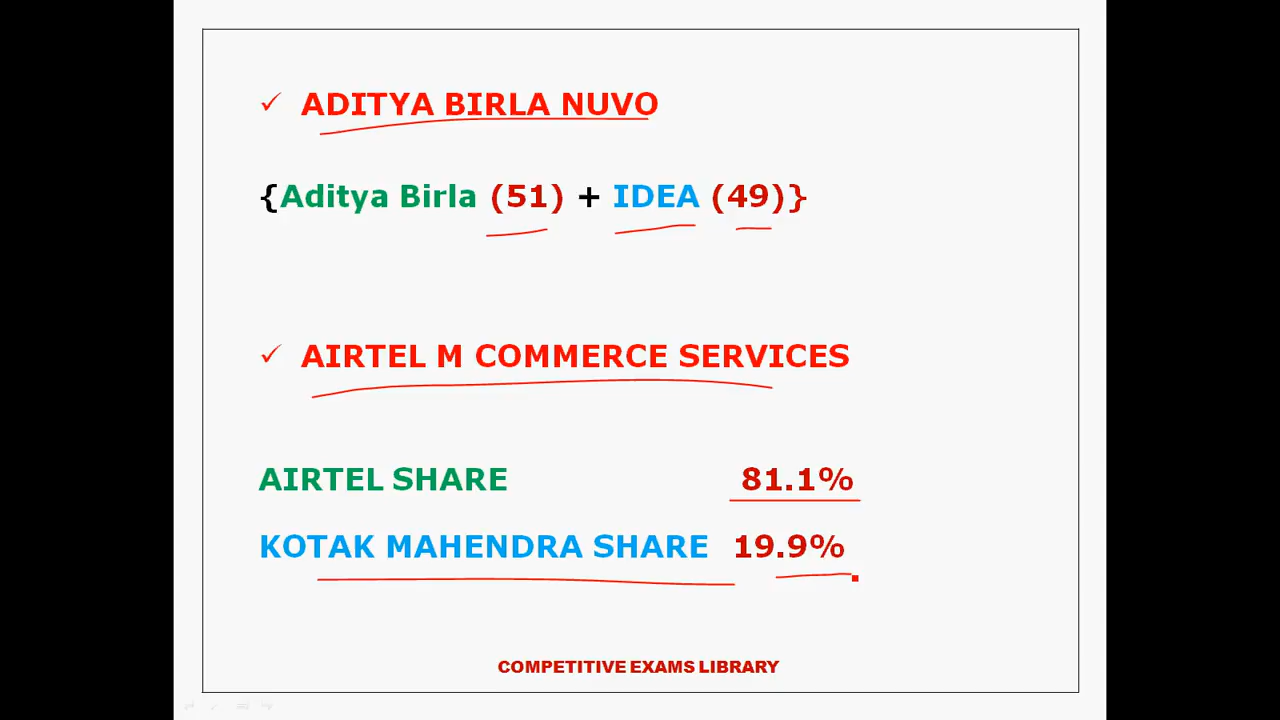 ✓ ADITYA BIRLA NUVO
{Aditya Birla (51) + IDEA (49)}
✓ AIRTEL M COMMERCE SERVICES
AIRTEL SHARE 81.1%
KOTAK MAHENDRA SHARE 19.9%
COMPETITIVE EXAMS LIBRARY